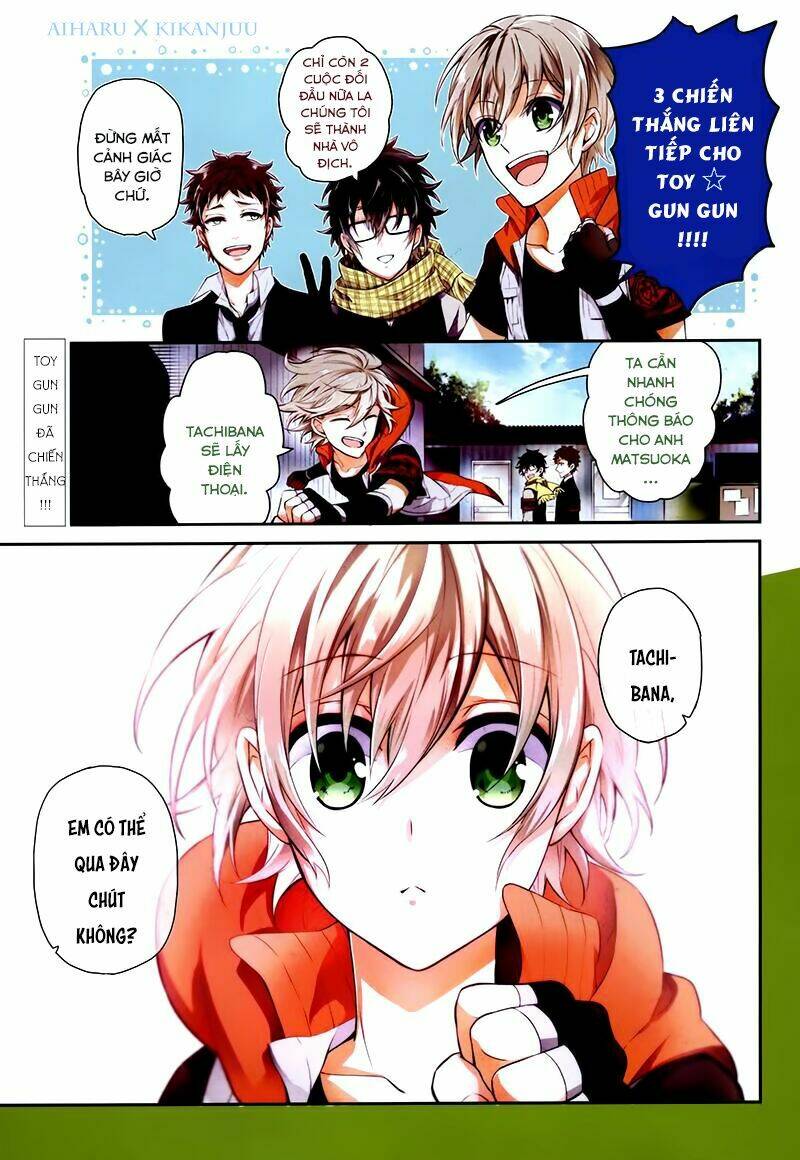 AIHARU X KIKANJUU
3 CHIẾN
THẮNG LIÊN
TIẾP CHO
TOY ☆
GUN GUN
!!!!
CHỈ CÒN 2
CUỘC ĐỐI
ĐẦU NỮA LA
CHÚNG TÔI
SẼ THÀNH
NHÀ VÔ
ĐỊCH.
ĐỪNG MẤT
CẢNH GIÁC
BÂY GIỜ
CHỨ.
TA CẦN
NHANH
CHÓNG
THÔNG BÁO
CHO ANH
MATSUOKA
...
TACHIBANA
SẼ LẤY
ĐIỆN
THOẠI.
TOY
GUN
GUN
ĐÃ
CHIẾN
THẮNG
!!!
TACHI-
BANA,
EM CÓ THỂ
QUA ĐÂY
CHÚT
KHÔNG?